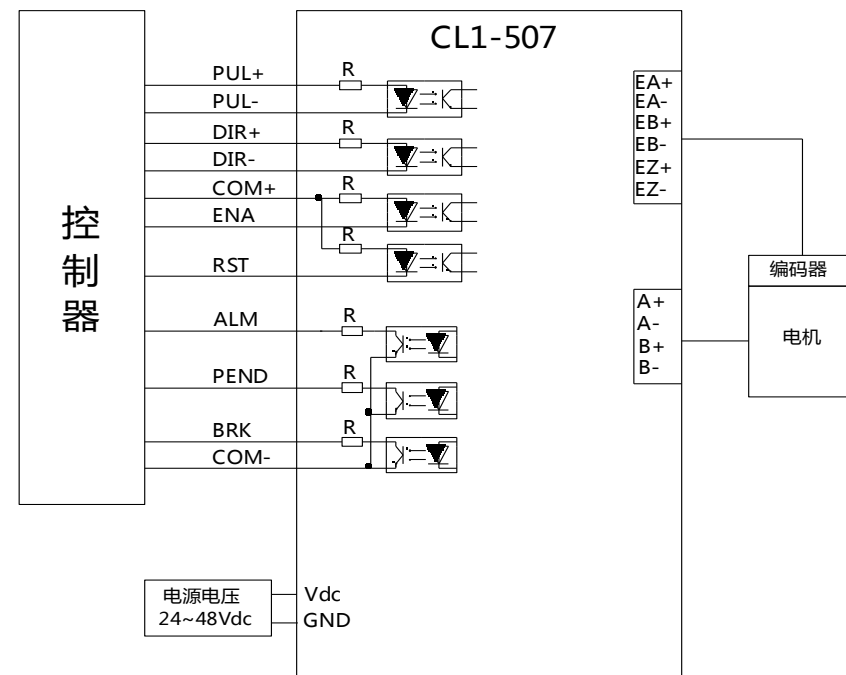 CL1-507
控制器
PUL+
R
PUL-
DIR+
R
DIR-
COM+
R
ENA
R
RST
ALM
R
PEND
R
BRK
R
COM-
EA+
EA-
EB+
EB-
EZ+
EZ-
编码器
电机
A+
A-
B+
B-
电源电压
24~48Vdc
Vdc
GND